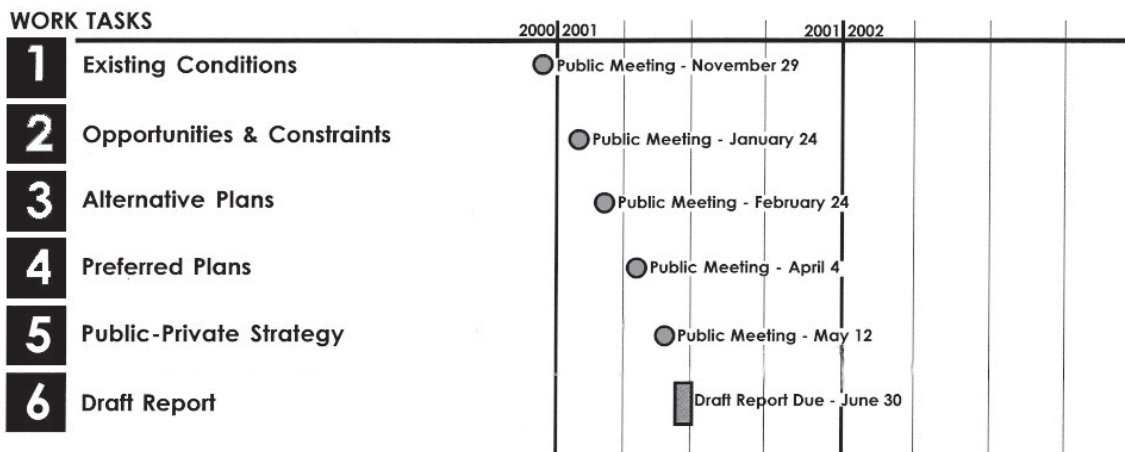 WORK TASKS
2000 2001 2001 2002
1 Existing Conditions Public Meeting - November 29
2 Opportunities & Constraints Public Meeting - January 24
3 Alternative Plans Public Meeting - February 24
4 Preferred Plans Public Meeting - April 4
5 Public-Private Strategy Public Meeting - May 12
6 Draft Report Draft Report Due - June 30